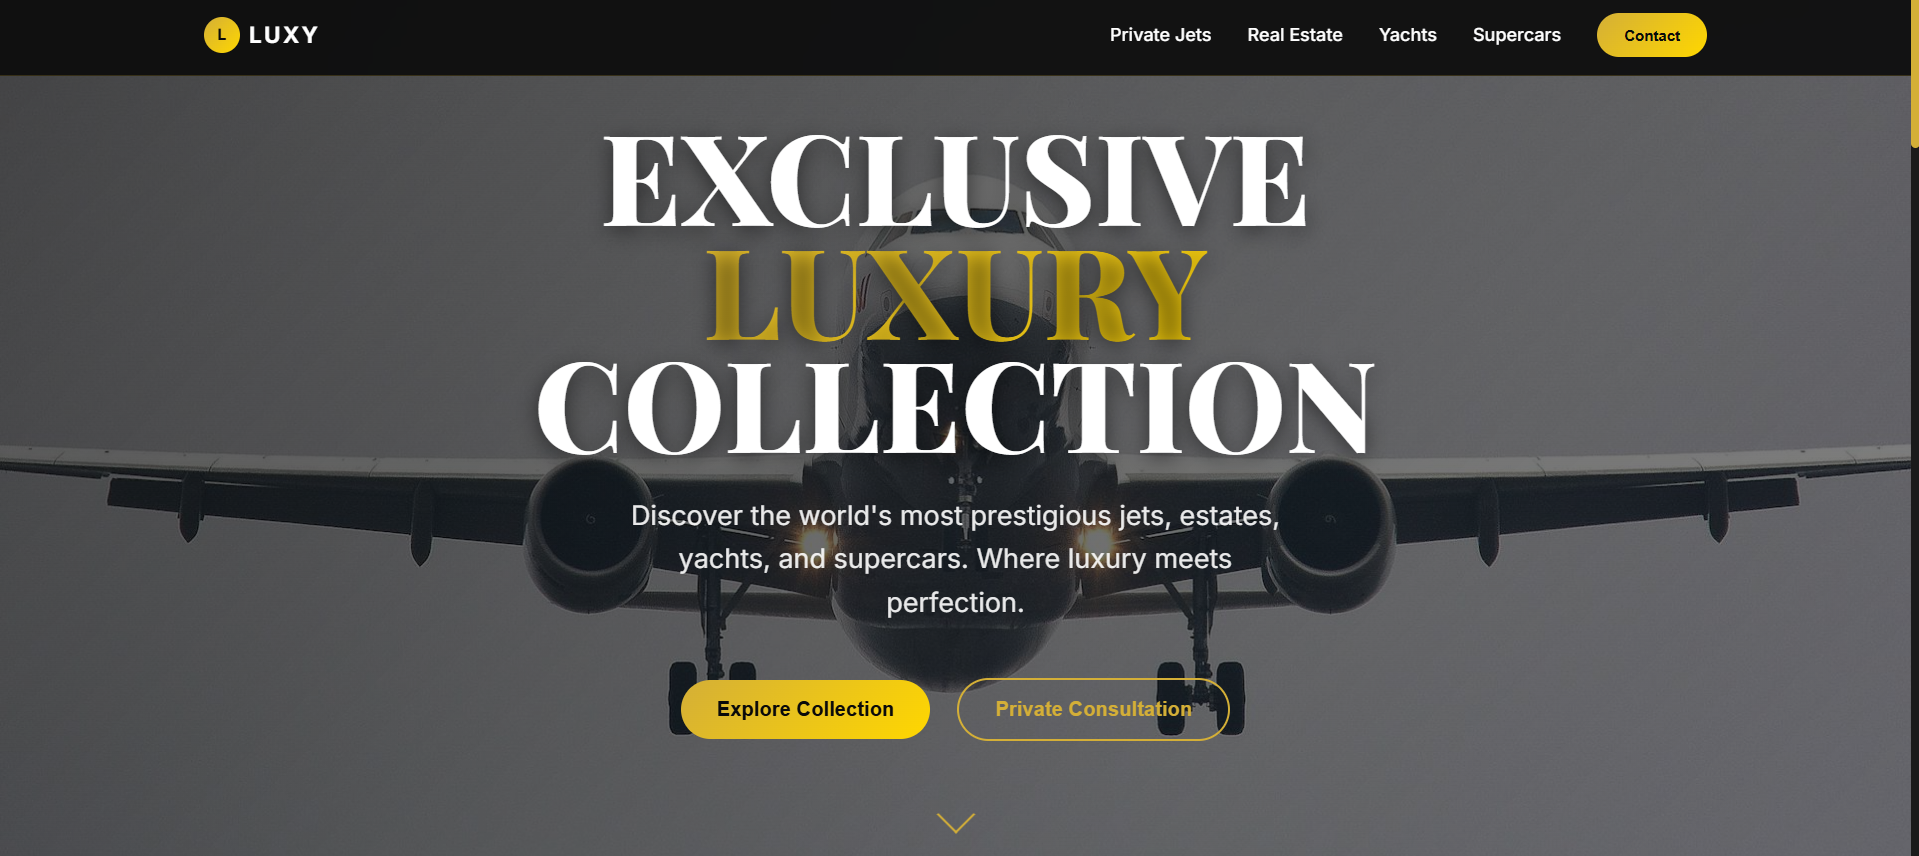 L LUXY
Private Jets Real Estate Yachts Supercars Contact
EXCLUSIVE
LUXURY
COLLECTION
Discover the world's most prestigious jets, estates,
yachts, and supercars. Where luxury meets
perfection.
Explore Collection Private Consultation